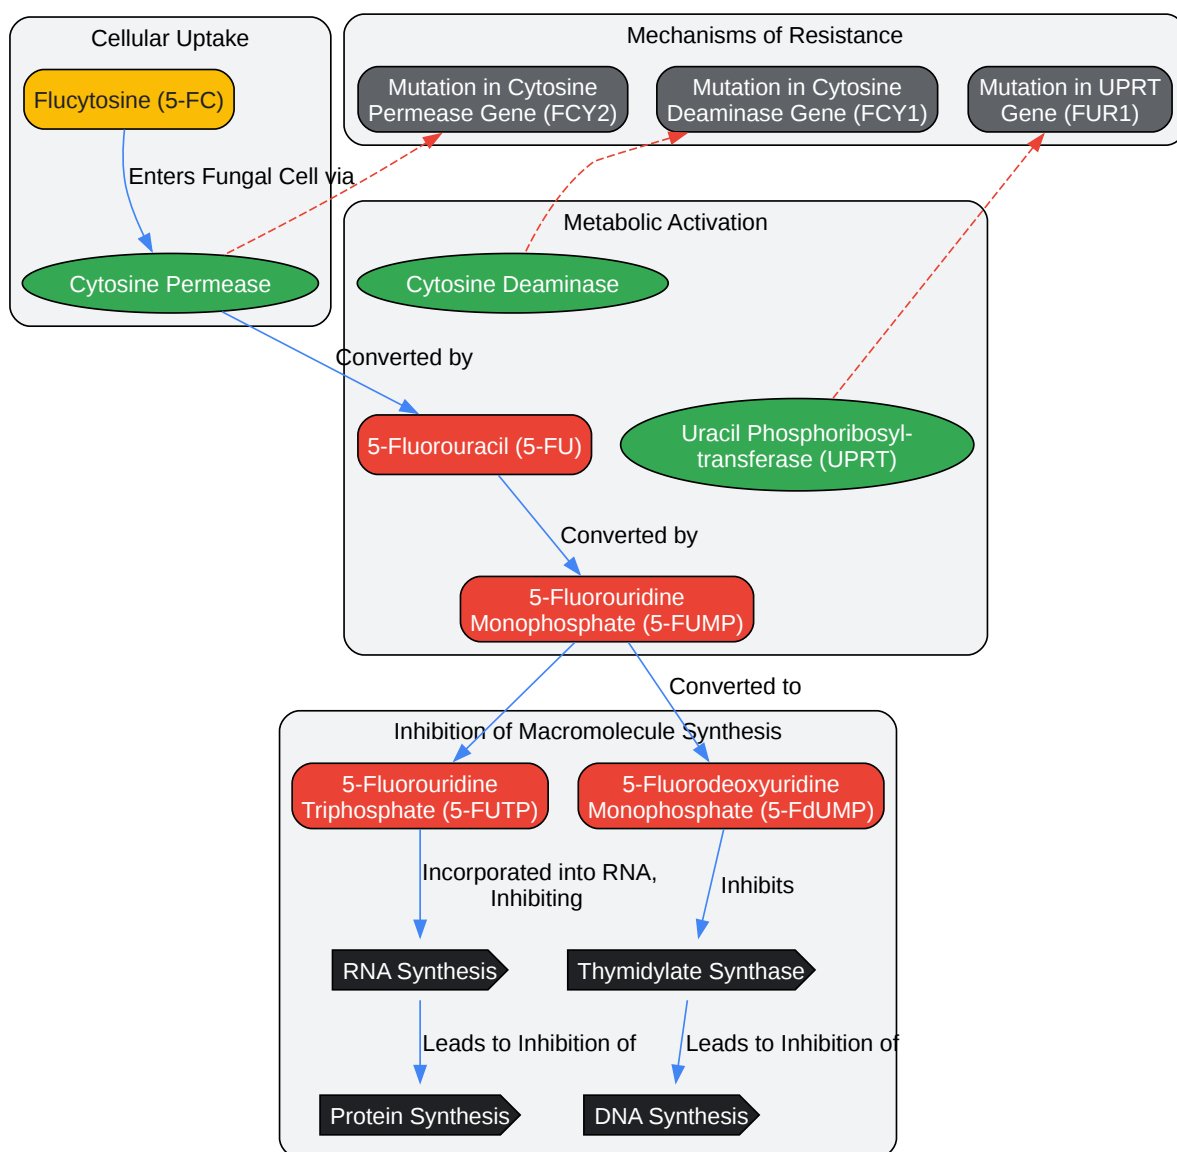 Cellular Uptake
Flucytosine (5-FC)
Enters Fungal Cell via
Cytosine Permease
Mechanisms of Resistance
Mutation in Cytosine
Permease Gene (FCY2)
Mutation in Cytosine
Deaminase Gene (FCY1)
Mutation in UPRT
Gene (FUR1)
Metabolic Activation
Cytosine Deaminase
Converted by
5-Fluorouracil (5-FU)
Uracil Phosphoribosyl-
transferase (UPRT)
Converted by
5-Fluorouridine
Monophosphate (5-FUMP)
Converted to
Inhibition of Macromolecule Synthesis
5-Fluorouridine
Triphosphate (5-FUTP)
5-Fluorodeoxyuridine
Monophosphate (5-FdUMP)
Incorporated into RNA,
Inhibiting
Inhibits
RNA Synthesis
Thymidylate Synthase
Leads to Inhibition of
Leads to Inhibition of
Protein Synthesis
DNA Synthesis